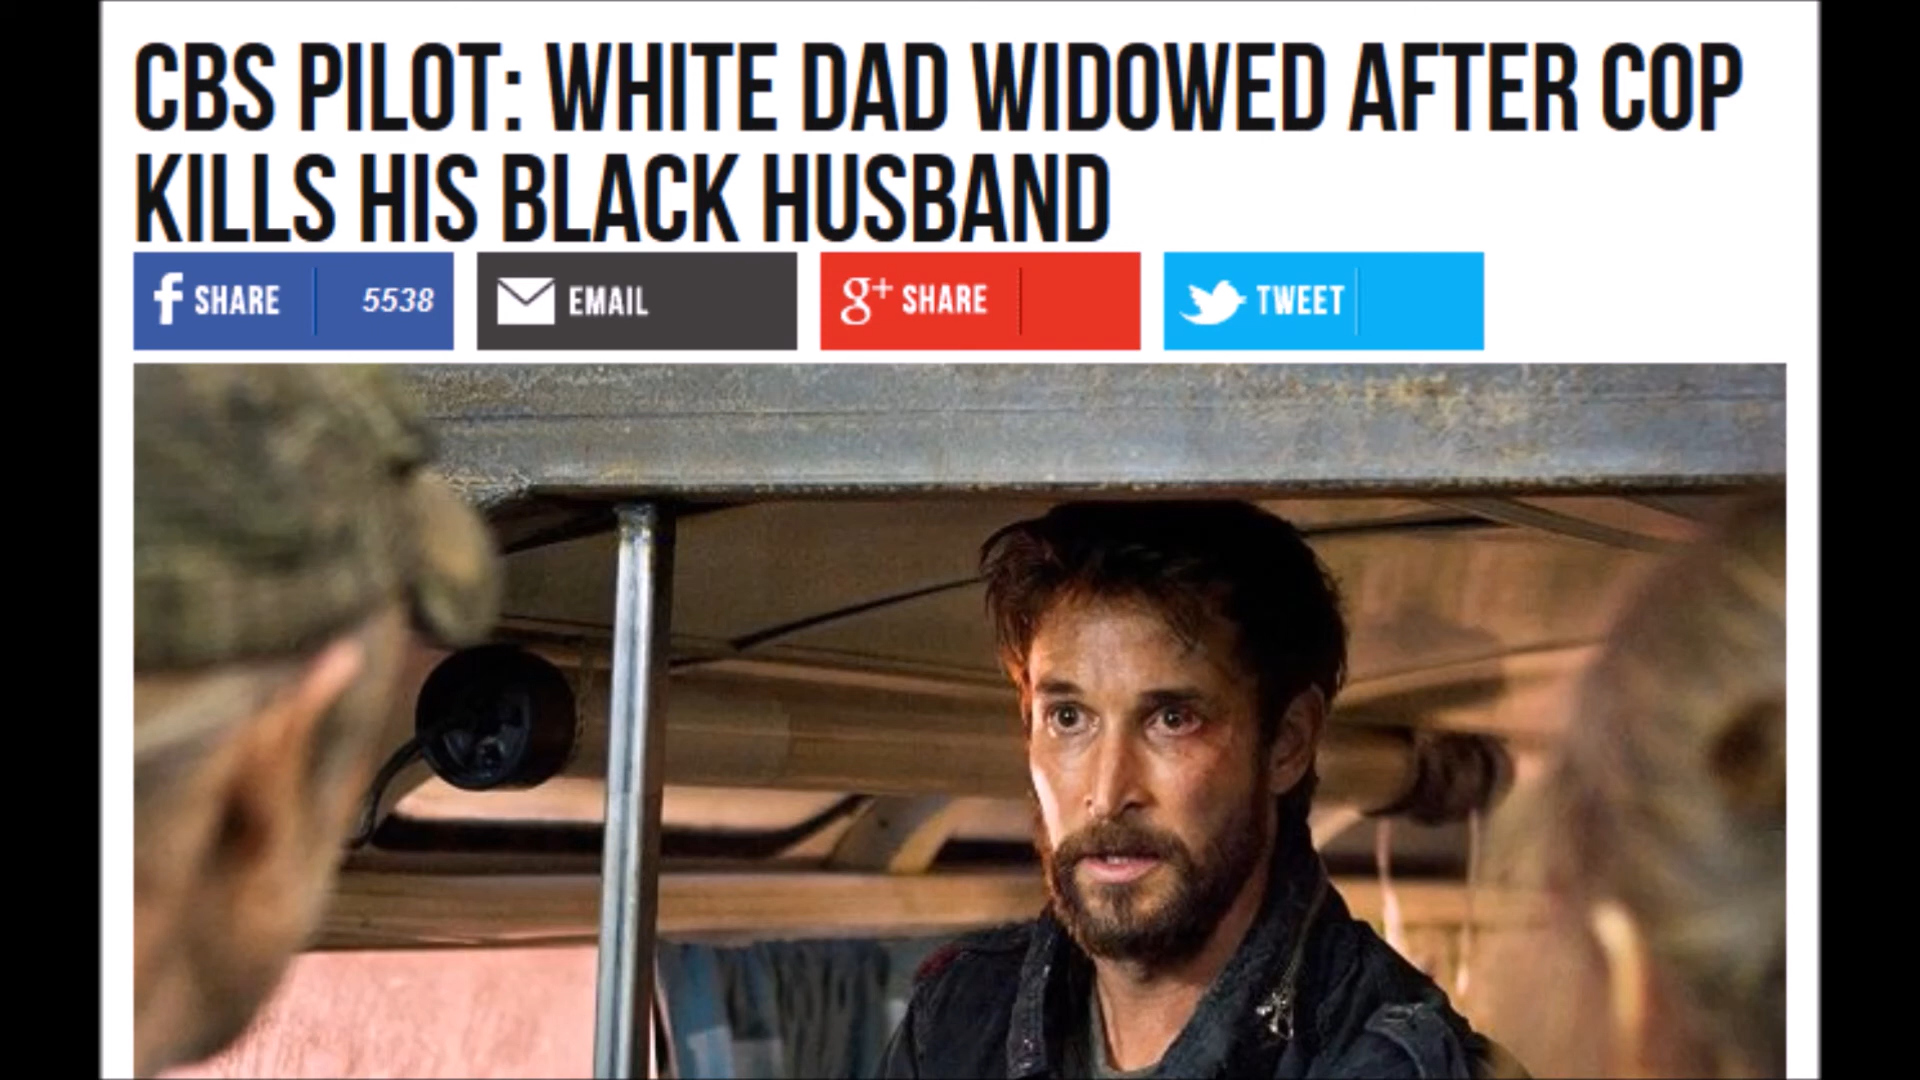 CBS PILOT: WHITE DAD WIDOWED AFTER COP
KILLS HIS BLACK HUSBAND
f SHARE 5538 EMAIL g+ SHARE TWEET